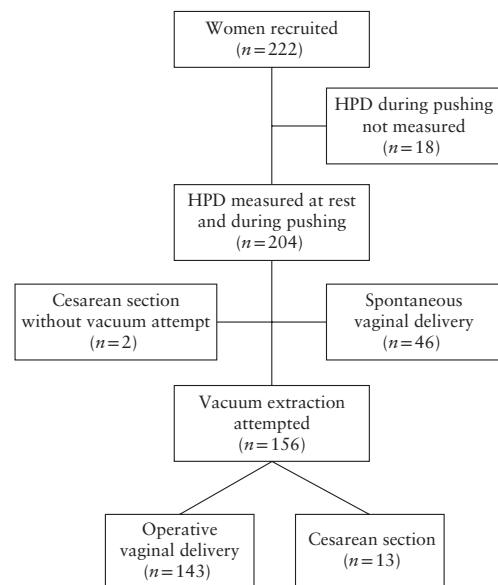 Women recruited
(n=222)
HPD during pushing
not measured
(n=18)
HPD measured at rest
and during pushing
(n=204)
Cesarean section
without vacuum attempt
(n=2)
Spontaneous
vaginal delivery
(n=46)
Vacuum extraction
attempted
(n=156)
Operative
vaginal delivery
(n=143)
Cesarean section
(n=13)